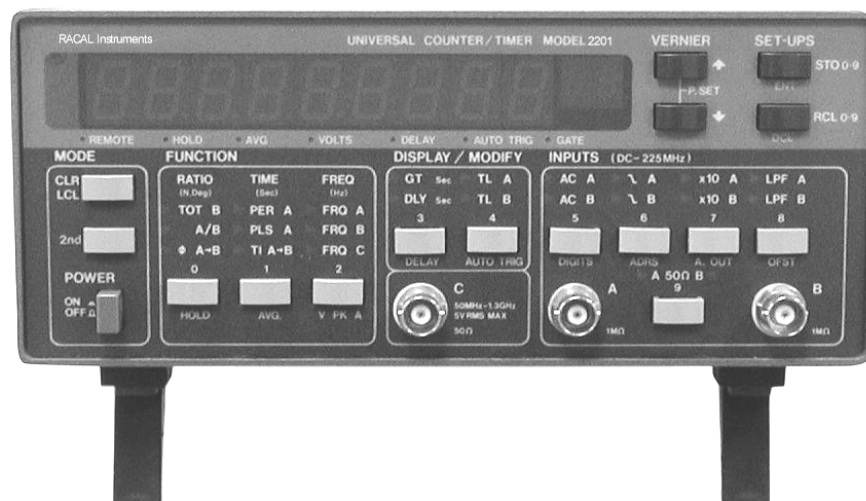 RACAL Instruments
UNIVERSAL COUNTER/TIMER MODEL 2201
VERNIER
SET-UPS
STO 0-9
P.SET
ENT
RCL 0-9
DCL
REMOTE HOLD AVG VOLTS DELAY AUTO TRIG GATE
MODE
CLR
LCL
2nd
POWER
ON
OFF
FUNCTION
RATIO TIME FREQ
(N,Deg) (Sec) (Hz)
TOT B PER A FRQ A
A/B PLS A FRQ B
Φ A→B TI A→B FRQ C
0 1 2
HOLD AVG. V PK A
DISPLAY / MODIFY
GT Sec TL A
DLY Sec TL B
3 4
DELAY AUTO TRIG
C
50MHz-1.3GHz
5V RMS MAX
50Ω
INPUTS (DC-225MHz)
AC A A x10 A LPF A
AC B B x10 B LPF B
5 6 7 8
DIGITS ADRS A. OUT OFST
A 50Ω B
9
A
1MΩ
B
1MΩ